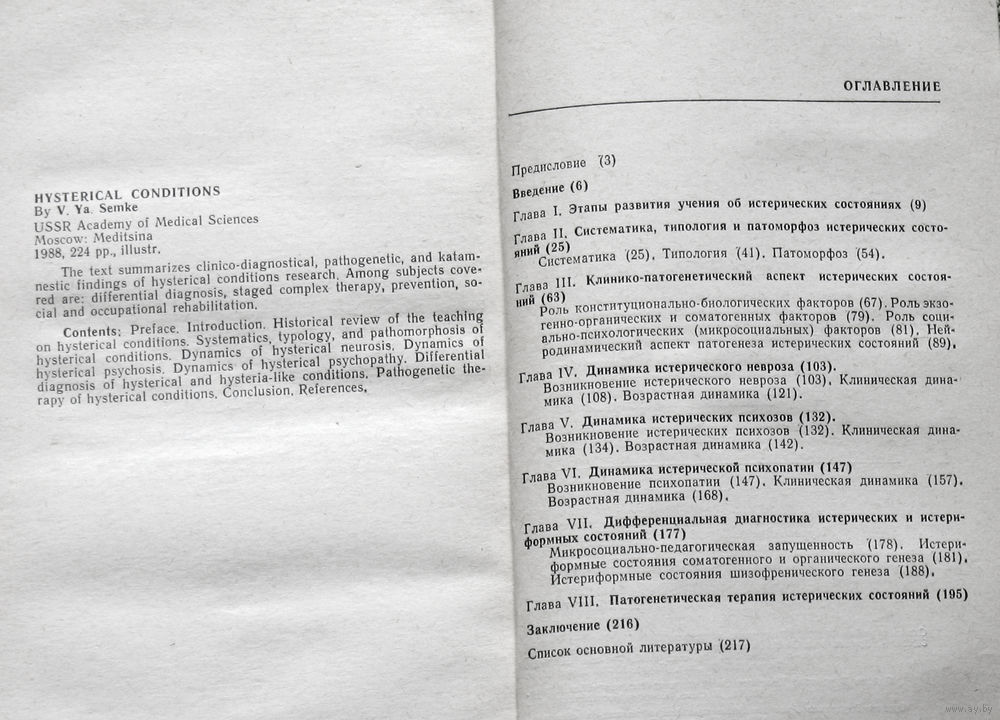 HYSTERICAL CONDITIONS
By V. Ya. Semke
USSR Academy of Medical Sciences
Moscow: Meditsina
1988, 224 pp., illustr.
The text summarizes clinico-diagnostical, pathogenetic, and katam-
nestic findings of hysterical conditions research. Among subjects cove-
red are: differential diagnosis, staged complex therapy, prevention, so-
cial and occupational rehabilitation.
Contents: Preface. Introduction. Historical review of the teaching
on hysterical conditions. Systematics, typology, and pathomorphosis of
hysterical conditions. Dynamics of hysterical neurosis. Dynamics of
hysterical psychosis. Dynamics of hysterical psychopathy. Differential
diagnosis of hysterical and hysteria-like conditions. Pathogenetic the-
rapy of hysterical conditions. Conclusion. References.
ОГЛАВЛЕНИЕ
Предисловие (3)
Введение (6)
Глава I. Этапы развития учения об истерических состояниях (9)
Глава II. Систематика, типология и патоморфоз истерических состо-
яний (25)
Систематика (25). Типология (41). Патоморфоз (54).
Глава III. Клинико-патогенетический аспект истерических состоя-
ний (63)
Роль конституционально-биологических факторов (67). Роль экзо-
генно-органических и соматогенных факторов (79). Роль соци-
ально-психологических (микросоциальных) факторов (81). Ней-
родинамический аспект патогенеза истерических состояний (89).
Глава IV. Динамика истерического невроза (103).
Возникновение истерического невроза (103). Клиническая дина-
мика (108). Возрастная динамика (121).
Глава V. Динамика истерических психозов (132).
Возникновение истерических психозов (132). Клиническая дина-
мика (134). Возрастная динамика (142).
Глава VI. Динамика истерической психопатии (147)
Возникновение психопатии (147). Клиническая динамика (157).
Возрастная динамика (168).
Глава VII. Дифференциальная диагностика истерических и истери-
формных состояний (177)
Микросоциально-педагогическая запущенность (178). Истери-
формные состояния соматогенного и органического генеза (181).
Истериформные состояния шизофренического генеза (188).
Глава VIII. Патогенетическая терапия истерических состояний (195)
Заключение (216)
Список основной литературы (217)
www.ay.by